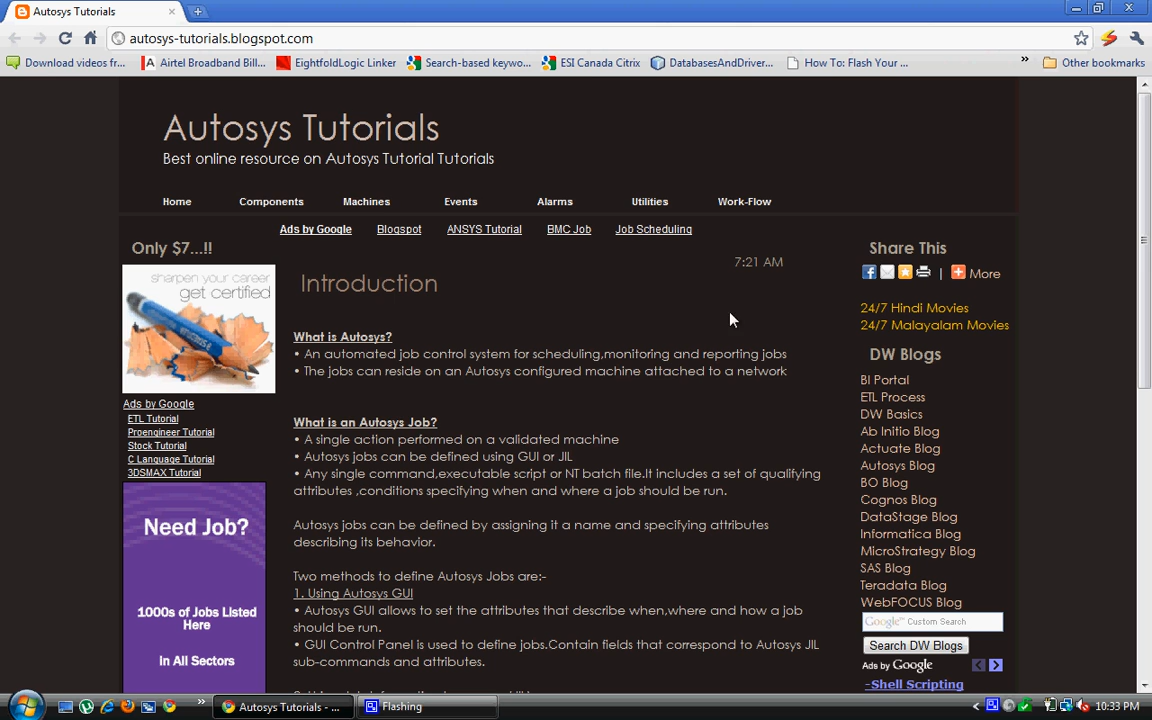 Autosys Tutorials
autosys-tutorials.blogspot.com
Download videos fr...
Airtel Broadband Bill...
EightfoldLogic Linker
Search-based keywo...
ESI Canada Citrix
DatabasesAndDriver...
How To: Flash Your ...
»
Other bookmarks
Autosys Tutorials
Best online resource on Autosys Tutorial Tutorials
Home
Components
Machines
Events
Alarms
Utilities
Work-Flow
Ads by Google
Blogspot
ANSYS Tutorial
BMC Job
Job Scheduling
Only $7...!!
sharpen your career
get certified
Ads by Google
ETL Tutorial
Proengineer Tutorial
Stock Tutorial
C Language Tutorial
3DSMAX Tutorial
Need Job?
1000s of Jobs Listed
Here
In All Sectors
7:21 AM
Introduction
What is Autosys?
• An automated job control system for scheduling,monitoring and reporting jobs
• The jobs can reside on an Autosys configured machine attached to a network
What is an Autosys Job?
• A single action performed on a validated machine
• Autosys jobs can be defined using GUI or JIL
• Any single command,executable script or NT batch file.It includes a set of qualifying
attributes ,conditions specifying when and where a job should be run.
Autosys jobs can be defined by assigning it a name and specifying attributes
describing its behavior.
Two methods to define Autosys Jobs are:-
1. Using Autosys GUI
• Autosys GUI allows to set the attributes that describe when,where and how a job
should be run.
• GUI Control Panel is used to define jobs.Contain fields that correspond to Autosys JIL
sub-commands and attributes.
Share This
| More
24/7 Hindi Movies
24/7 Malayalam Movies
DW Blogs
BI Portal
ETL Process
DW Basics
Ab Initio Blog
Actuate Blog
Autosys Blog
BO Blog
Cognos Blog
DataStage Blog
Informatica Blog
MicroStrategy Blog
SAS Blog
Teradata Blog
WebFOCUS Blog
Google™ Custom Search
Search DW Blogs
Ads by Google
-Shell Scripting
»
Autosys Tutorials - ...
Flashing
10:33 PM